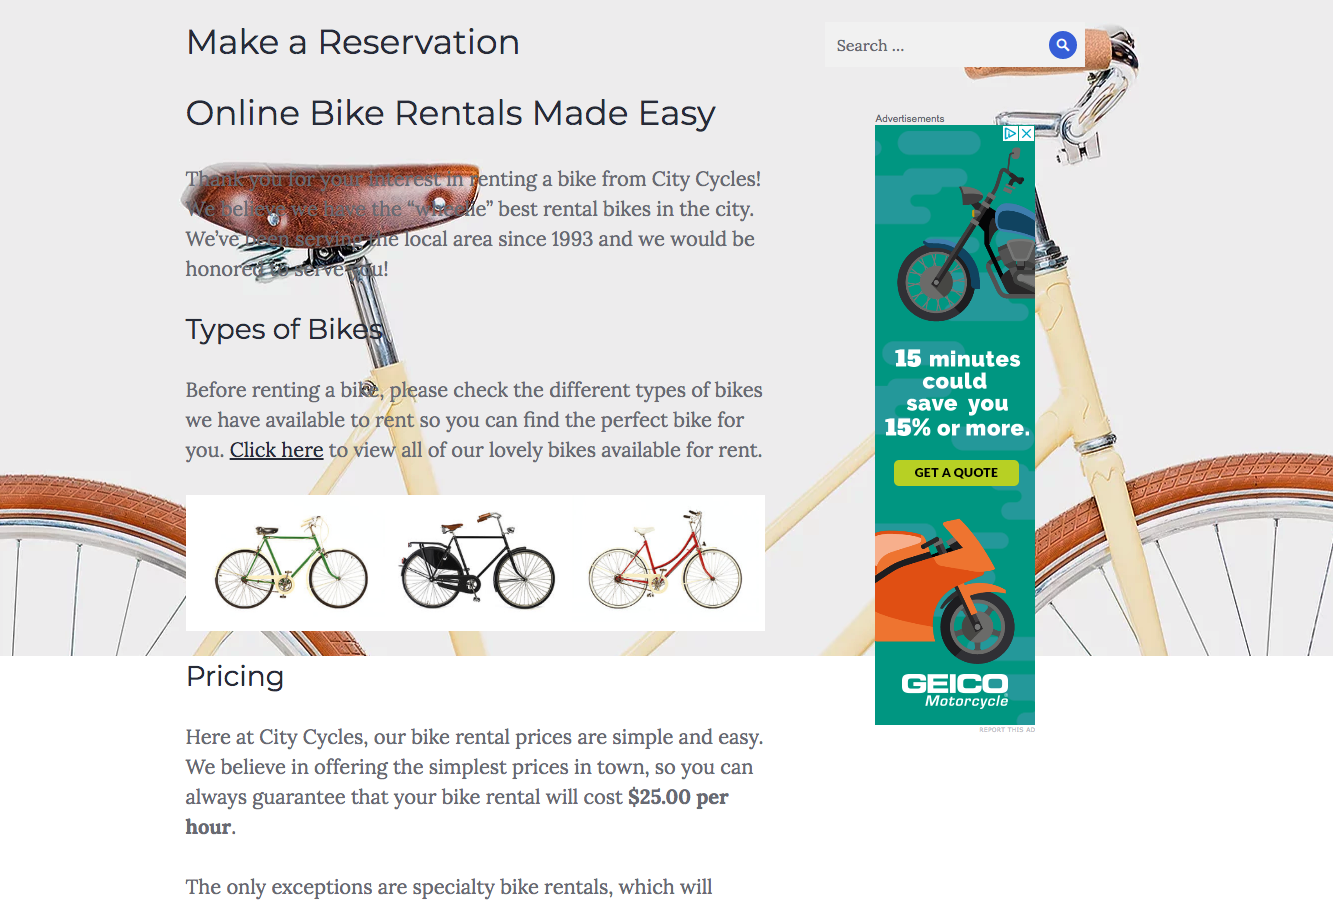 Make a Reservation
Search ...
Online Bike Rentals Made Easy
Thank you for your interest in renting a bike from City Cycles!
We believe we have the “wheelie” best rental bikes in the city.
We’ve been serving the local area since 1993 and we would be
honored to serve you!
Types of Bikes
Before renting a bike, please check the different types of bikes
we have available to rent so you can find the perfect bike for
you. Click here to view all of our lovely bikes available for rent.
Pricing
Here at City Cycles, our bike rental prices are simple and easy.
We believe in offering the simplest prices in town, so you can
always guarantee that your bike rental will cost $25.00 per
hour.
The only exceptions are specialty bike rentals, which will
Advertisements
15 minutes
could
save you
15% or more.
GET A QUOTE
GEICO
Motorcycle
REPORT THIS AD